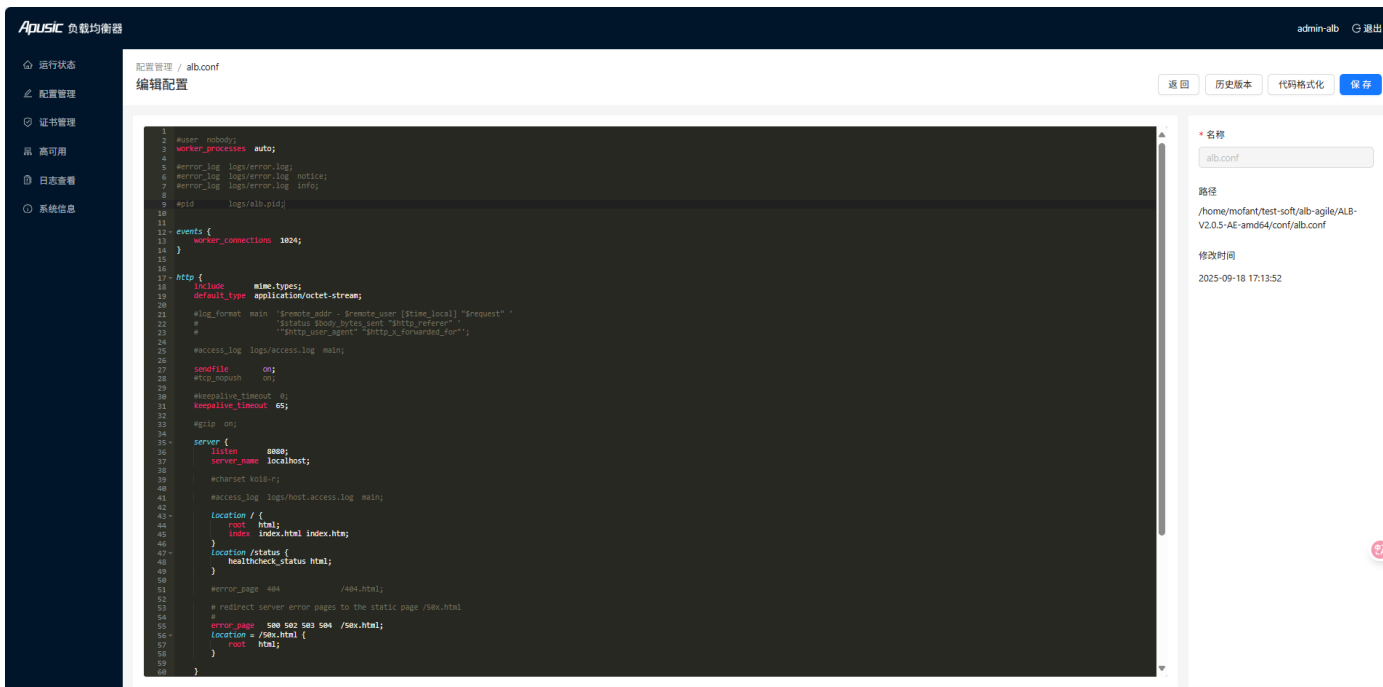 Apusic 负载均衡器
admin-alb 退出
运行状态
配置管理
证书管理
高可用
日志查看
系统信息
配置管理 / alb.conf
编辑配置
返回 历史版本 代码格式化 保存
1
2 #user  nobody;
3 worker_processes  auto;
4
5 #error_log  logs/error.log;
6 #error_log  logs/error.log  notice;
7 #error_log  logs/error.log  info;
8
9 #pid        logs/alb.pid;
10
11
12 events {
13     worker_connections  1024;
14 }
15
16
17 http {
18     include       mime.types;
19     default_type  application/octet-stream;
20
21     #log_format  main  '$remote_addr - $remote_user [$time_local] "$request" '
22     #                  '$status $body_bytes_sent "$http_referer" '
23     #                  '"$http_user_agent" "$http_x_forwarded_for"';
24
25     #access_log  logs/access.log  main;
26
27     sendfile        on;
28     #tcp_nopush     on;
29
30     #keepalive_timeout  0;
31     keepalive_timeout  65;
32
33     #gzip  on;
34
35     server {
36         listen       8080;
37         server_name  localhost;
38
39         #charset koi8-r;
40
41         #access_log  logs/host.access.log  main;
42
43         location / {
44             root   html;
45             index  index.html index.htm;
46         }
47         location /status {
48             healthcheck_status html;
49         }
50
51         #error_page  404              /404.html;
52
53         # redirect server error pages to the static page /50x.html
54         #
55         error_page   500 502 503 504  /50x.html;
56         location = /50x.html {
57             root   html;
58         }
59
60     }
* 名称
alb.conf
路径
/home/mofant/test-soft/alb-agile/ALB-
V2.0.5-AE-amd64/conf/alb.conf
修改时间
2025-09-18 17:13:52